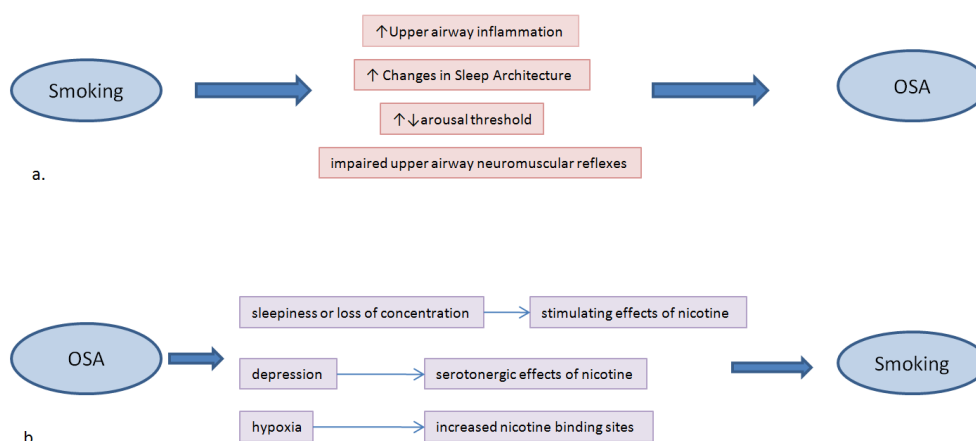 ↑Upper airway inflammation
↑ Changes in Sleep Architecture
Smoking
OSA
↑↓arousal threshold
impaired upper airway neuromuscular reflexes
a.
sleepiness or loss of concentration
stimulating effects of nicotine
OSA
depression
serotonergic effects of nicotine
Smoking
hypoxia
increased nicotine binding sites
b